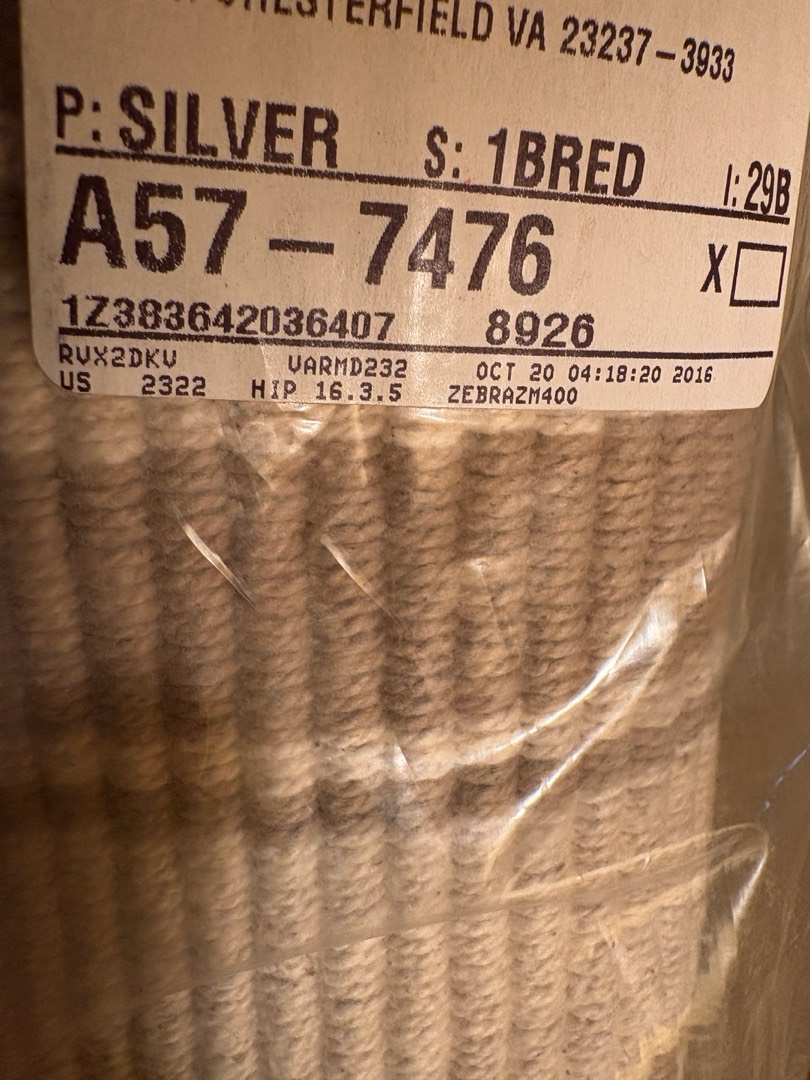 CHESTERFIELD VA 23237-3933
P: SILVER S: 1BRED I: 29B
A57-7476 X
1Z383642036407 8926
RVX2DKV VARMD232 OCT 20 04:18:20 2016
US 2322 HIP 16.3.5 ZEBRAZM400